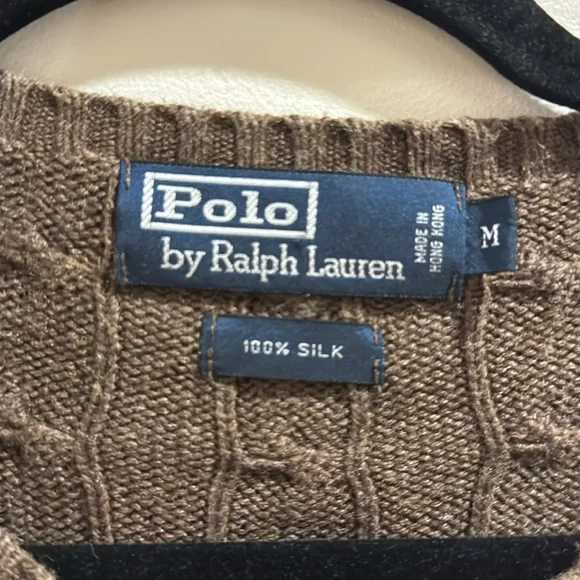 Polo
by Ralph Lauren
MADE IN
HONG KONG
M
100% SILK